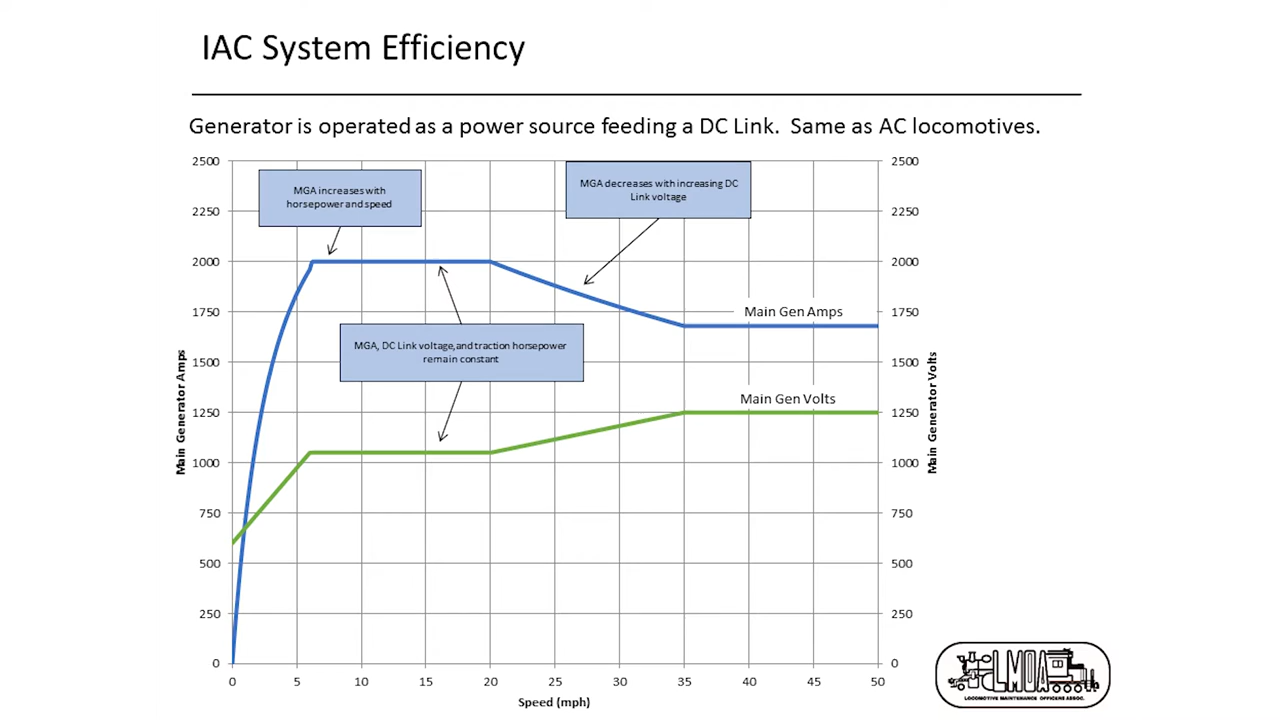 IAC System Efficiency
Generator is operated as a power source feeding a DC Link. Same as AC locomotives.
MGA increases with
horsepower and speed
MGA decreases with increasing DC
Link voltage
MGA, DC Link voltage,and traction horsepower
remain constant
Main Gen Amps
Main Gen Volts
Main Generator Amps
2500
2250
2000
1750
1500
1250
1000
750
500
250
0
Main Generator Volts
2500
2250
2000
1750
1500
1250
1000
750
500
250
0
0 5 10 15 20 25 30 35 40 45 50
Speed (mph)
LMOA
LOCOMOTIVE MAINTENANCE OFFICERS ASSOC.